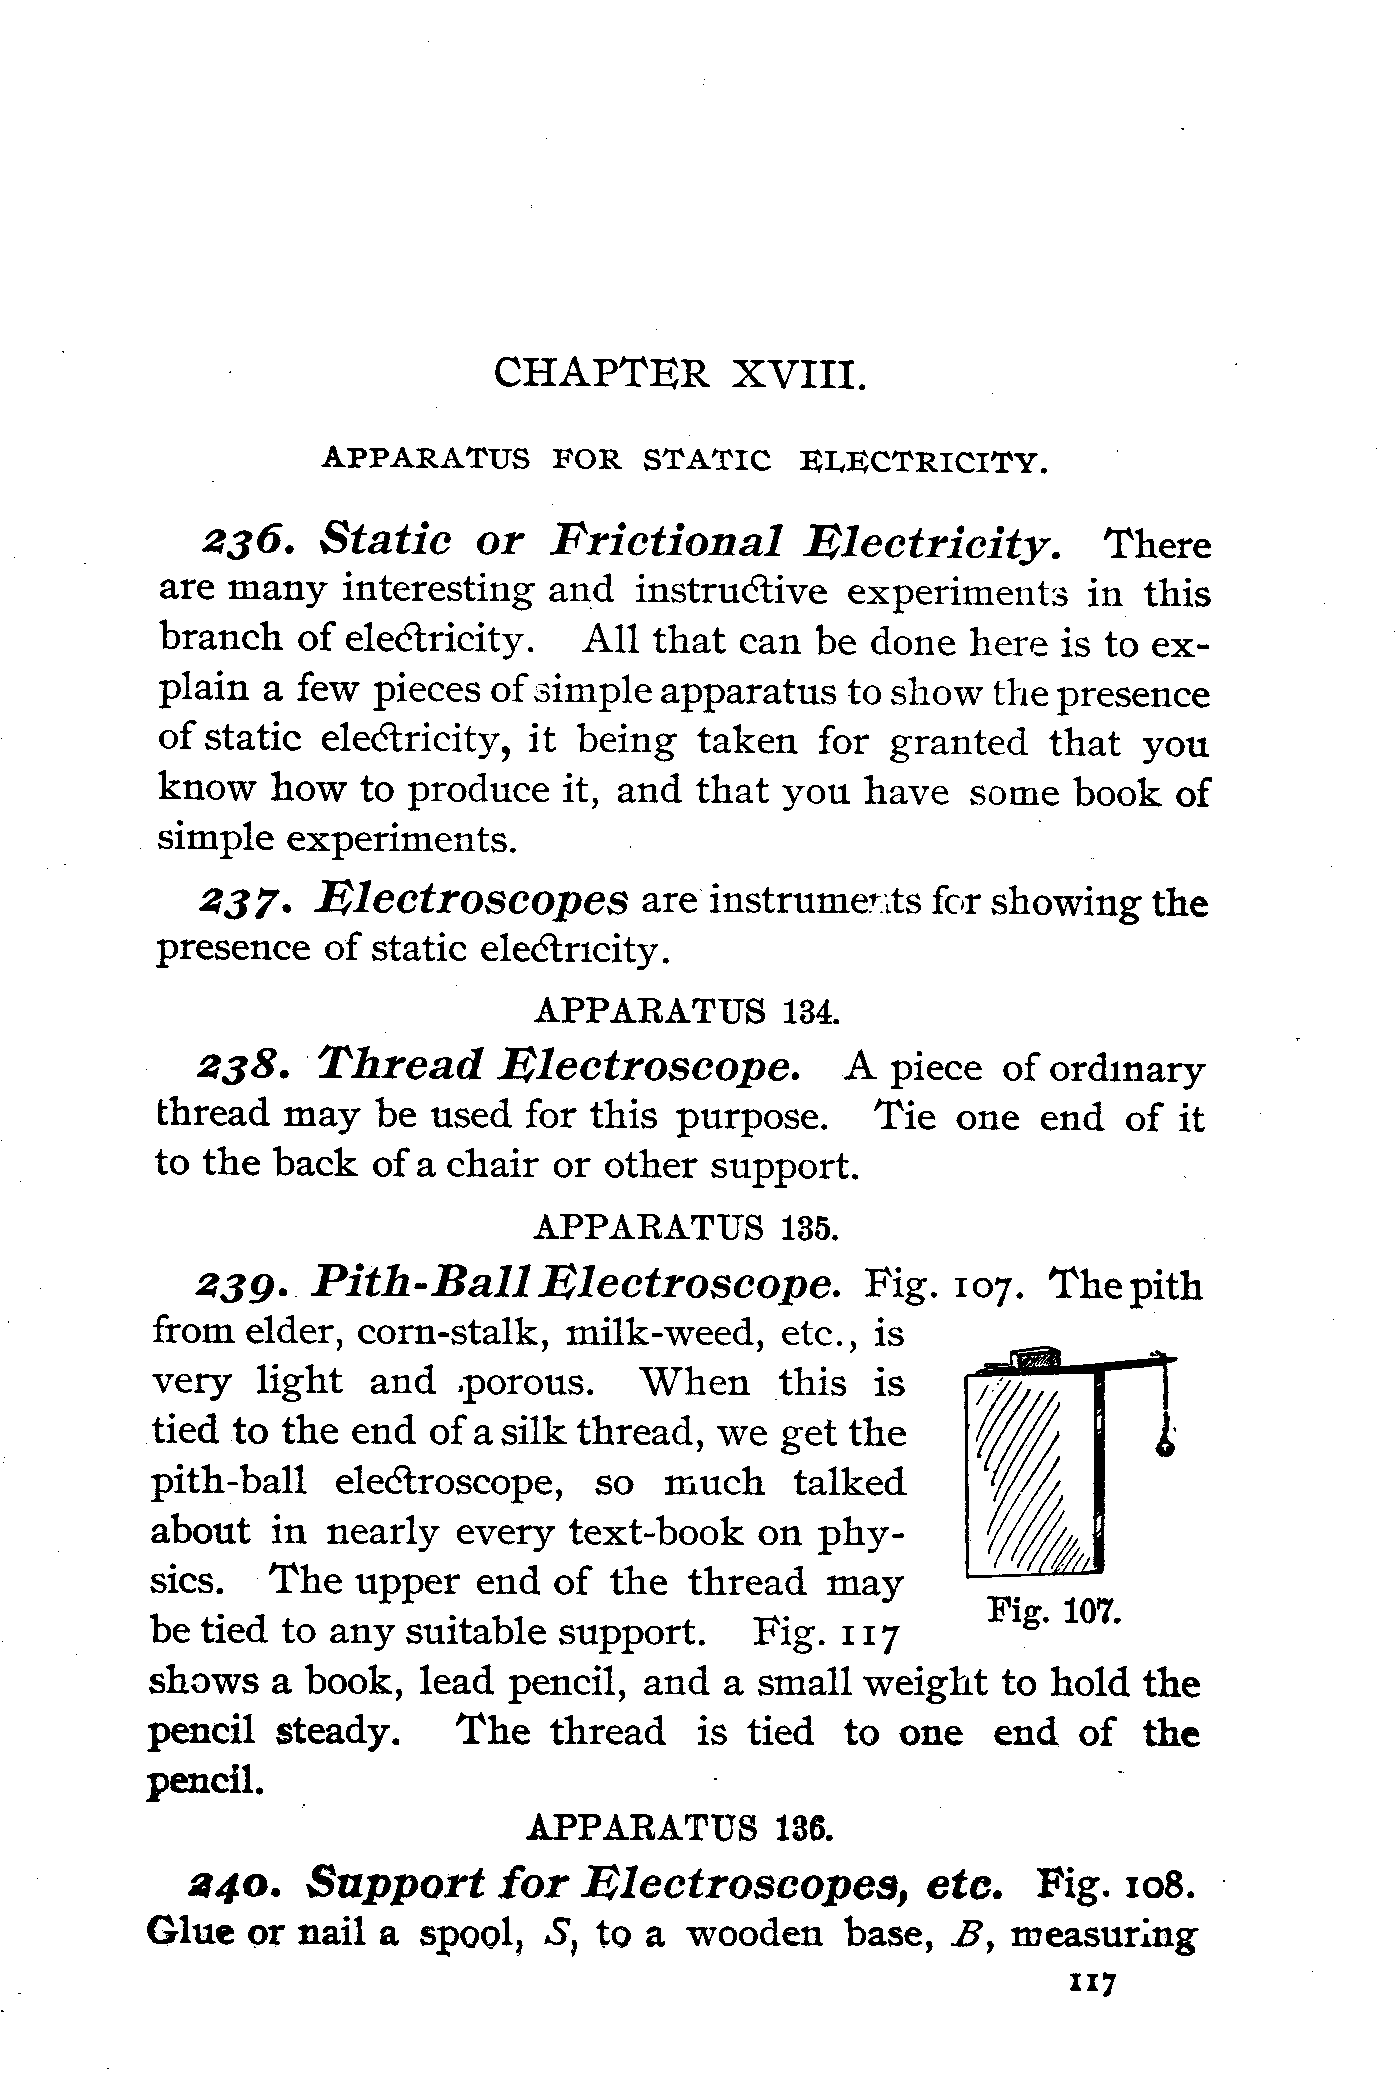 CHAPTER XVIII.
APPARATUS FOR STATIC ELECTRICITY.
236. Static or Frictional Electricity. There
are many interesting and instructive experiments in this
branch of electricity. All that can be done here is to ex-
plain a few pieces of simple apparatus to show the presence
of static electricity, it being taken for granted that you
know how to produce it, and that you have some book of
simple experiments.
237. Electroscopes are instruments for showing the
presence of static electricity.
APPARATUS 134.
238. Thread Electroscope. A piece of ordinary
thread may be used for this purpose. Tie one end of it
to the back of a chair or other support.
APPARATUS 135.
239. Pith-Ball Electroscope. Fig. 107. The pith
from elder, corn-stalk, milk-weed, etc., is
very light and porous. When this is
tied to the end of a silk thread, we get the
pith-ball electroscope, so much talked
about in nearly every text-book on phy-
sics. The upper end of the thread may
be tied to any suitable support. Fig. 117
shows a book, lead pencil, and a small weight to hold the
pencil steady. The thread is tied to one end of the
pencil.
Fig. 107.
APPARATUS 136.
240. Support for Electroscopes, etc. Fig. 108.
Glue or nail a spool, S, to a wooden base, B, measuring
117